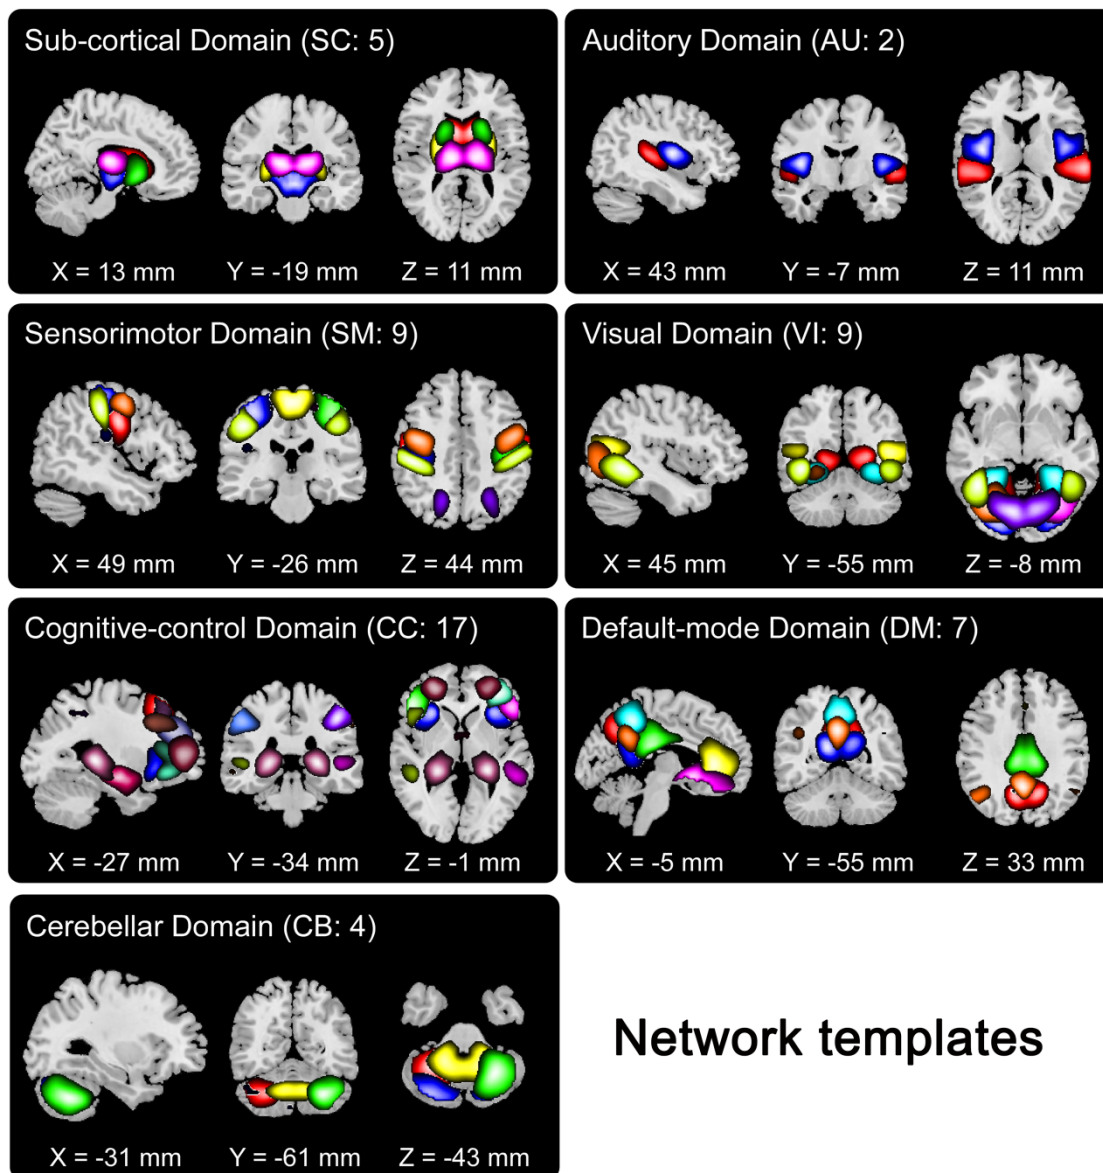 Sub-cortical Domain (SC: 5)
X = 13 mm Y = -19 mm Z = 11 mm
Auditory Domain (AU: 2)
X = 43 mm Y = -7 mm Z = 11 mm
Sensorimotor Domain (SM: 9)
X = 49 mm Y = -26 mm Z = 44 mm
Visual Domain (VI: 9)
X = 45 mm Y = -55 mm Z = -8 mm
Cognitive-control Domain (CC: 17)
X = -27 mm Y = -34 mm Z = -1 mm
Default-mode Domain (DM: 7)
X = -5 mm Y = -55 mm Z = 33 mm
Cerebellar Domain (CB: 4)
X = -31 mm Y = -61 mm Z = -43 mm
Network templates